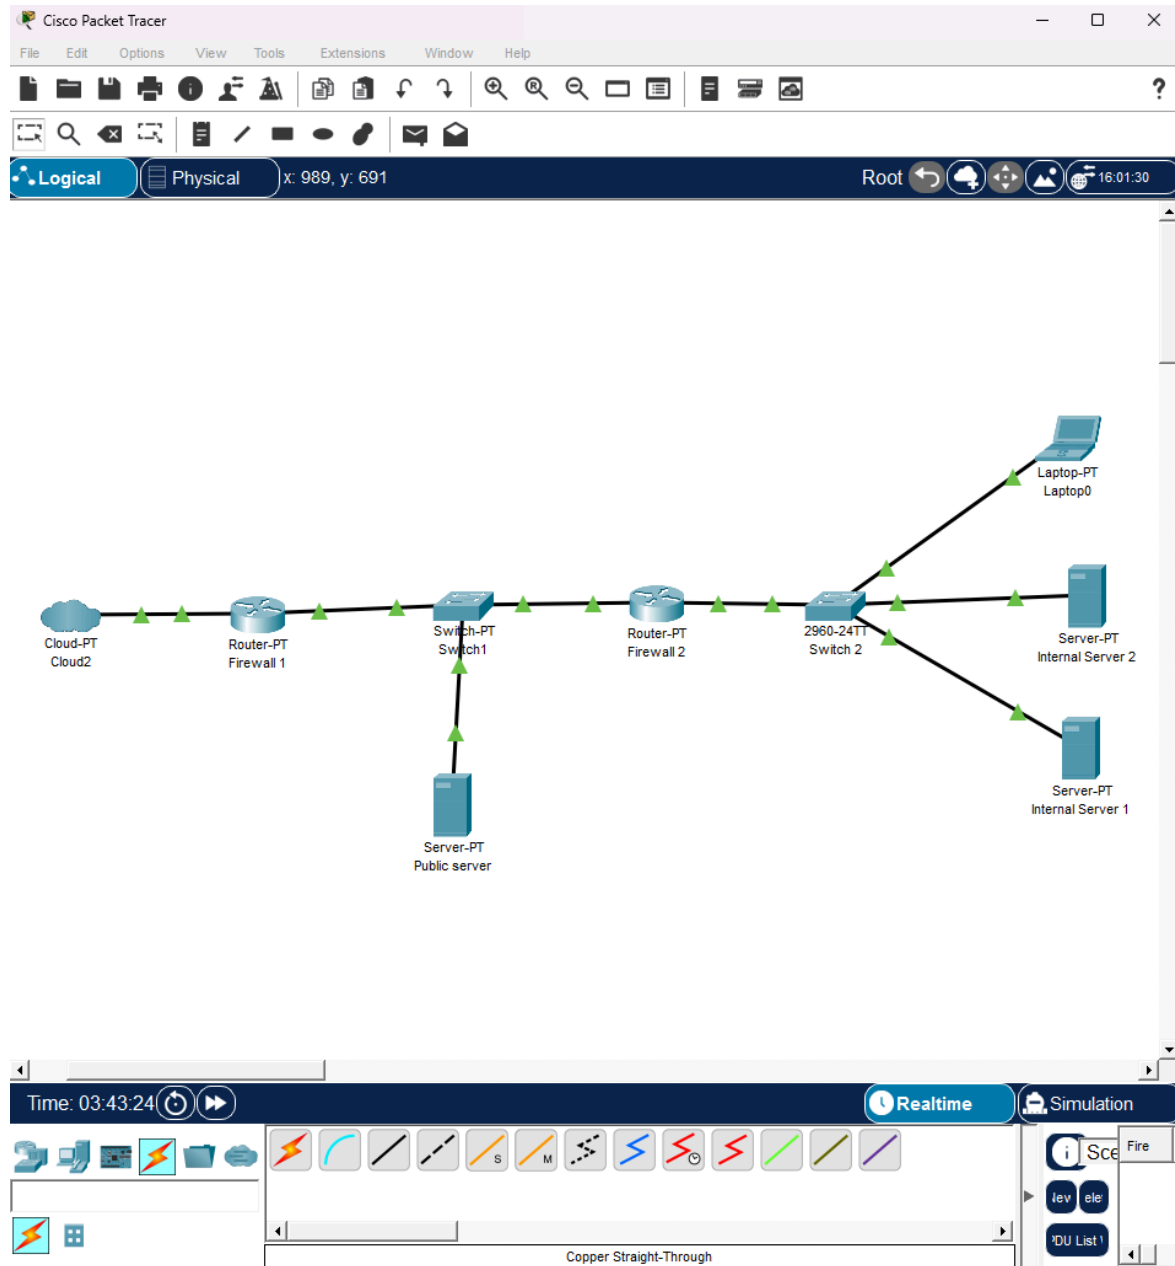 Cisco Packet Tracer
File Edit Options View Tools Extensions Window Help
?
Logical Physical x: 989, y: 691 Root 16:01:30
Laptop-PT
Laptop0
Cloud-PT
Cloud2
Router-PT
Firewall 1
Switch-PT
Switch1
Router-PT
Firewall 2
2960-24TT
Switch 2
Server-PT
Internal Server 2
Server-PT
Internal Server 1
Server-PT
Public server
Time: 03:43:24 Realtime Simulation
S M
Sce Fire
lev ele
PDU List
Copper Straight-Through